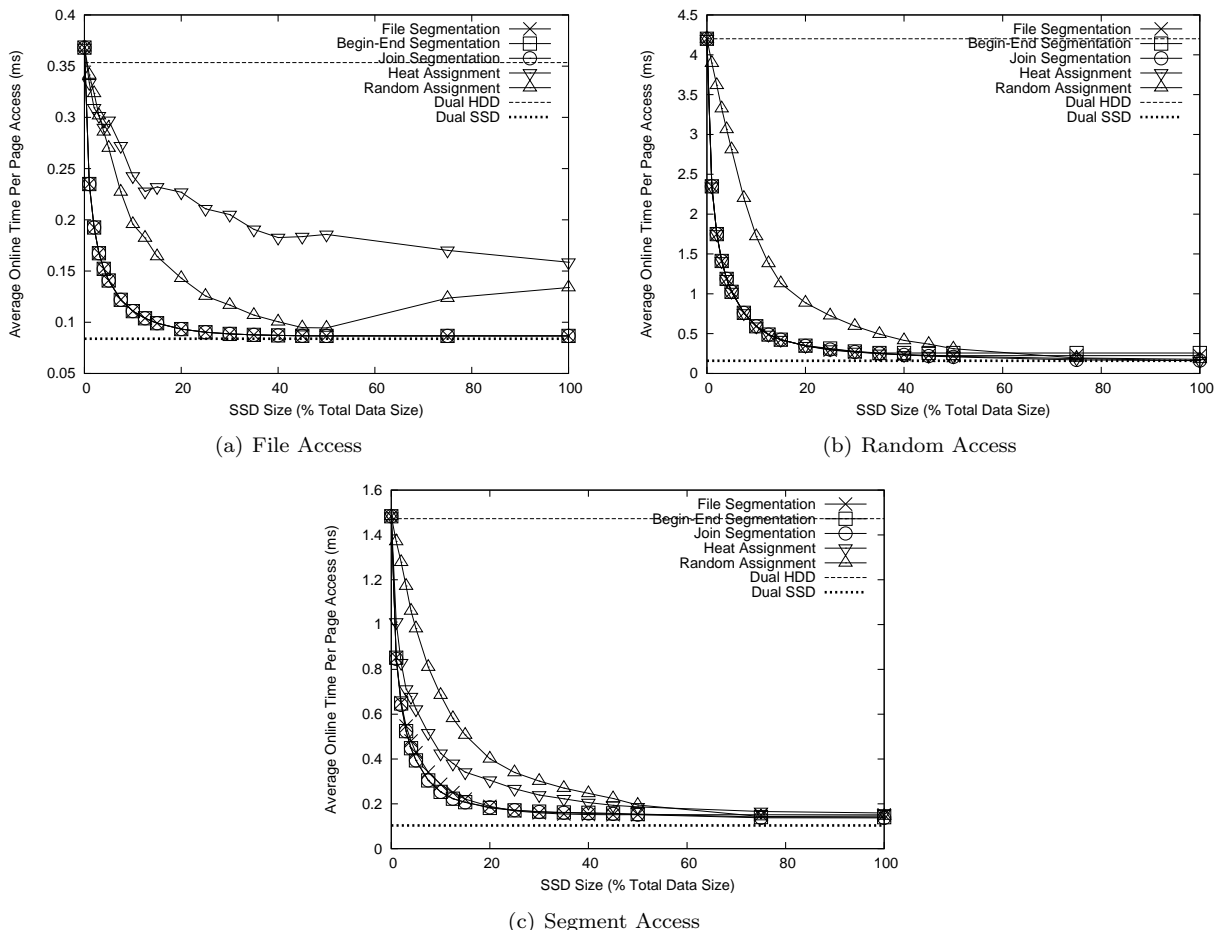 0.4
0.35
0.3
0.25
0.2
0.15
0.1
0.05
0
20
40
60
80
100
Average Online Time Per Page Access (ms)
SSD Size (% Total Data Size)
File Segmentation
Begin-End Segmentation
Join Segmentation
Heat Assignment
Random Assignment
Dual HDD
Dual SSD
(a) File Access
4.5
4
3.5
3
2.5
2
1.5
1
0.5
0
0
20
40
60
80
100
Average Online Time Per Page Access (ms)
SSD Size (% Total Data Size)
File Segmentation
Begin-End Segmentation
Join Segmentation
Heat Assignment
Random Assignment
Dual HDD
Dual SSD
(b) Random Access
1.6
1.4
1.2
1
0.8
0.6
0.4
0.2
0
0
20
40
60
80
100
Average Online Time Per Page Access (ms)
SSD Size (% Total Data Size)
File Segmentation
Begin-End Segmentation
Join Segmentation
Heat Assignment
Random Assignment
Dual HDD
Dual SSD
(c) Segment Access